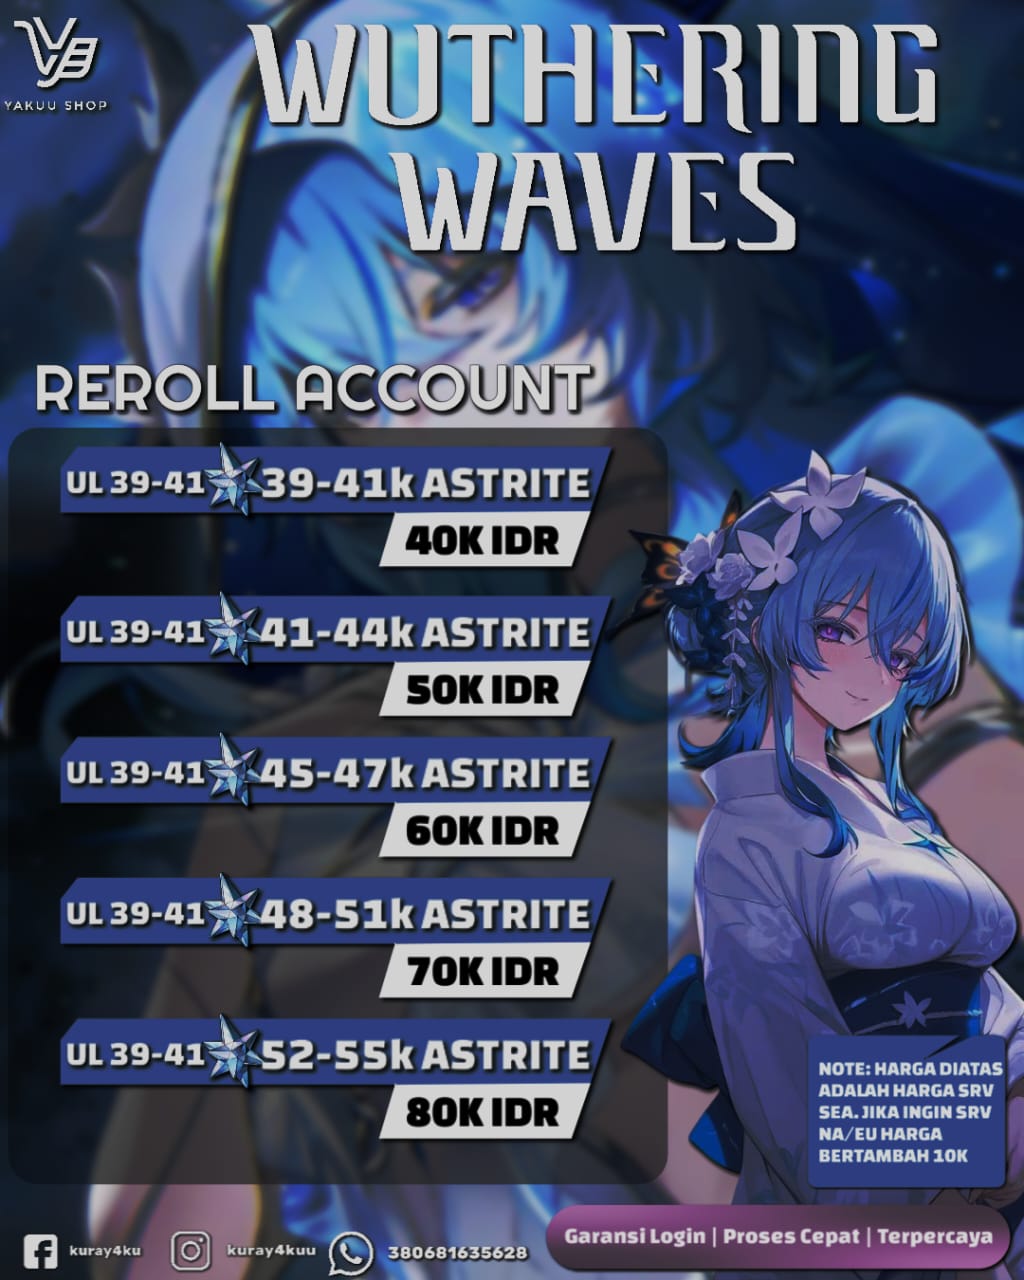 YAKUU SHOP
WUTHERING
WAVES
REROLL ACCOUNT
UL 39-41 39-41k ASTRITE
40K IDR
UL 39-41 41-44k ASTRITE
50K IDR
UL 39-41 45-47k ASTRITE
60K IDR
UL 39-41 48-51k ASTRITE
70K IDR
UL 39-41 52-55k ASTRITE
80K IDR
NOTE: HARGA DIATAS
ADALAH HARGA SRV
SEA. JIKA INGIN SRV
NA/EU HARGA
BERTAMBAH 10K
Garansi Login | Proses Cepat | Terpercaya
kuray4ku kuray4kuu 380681635628